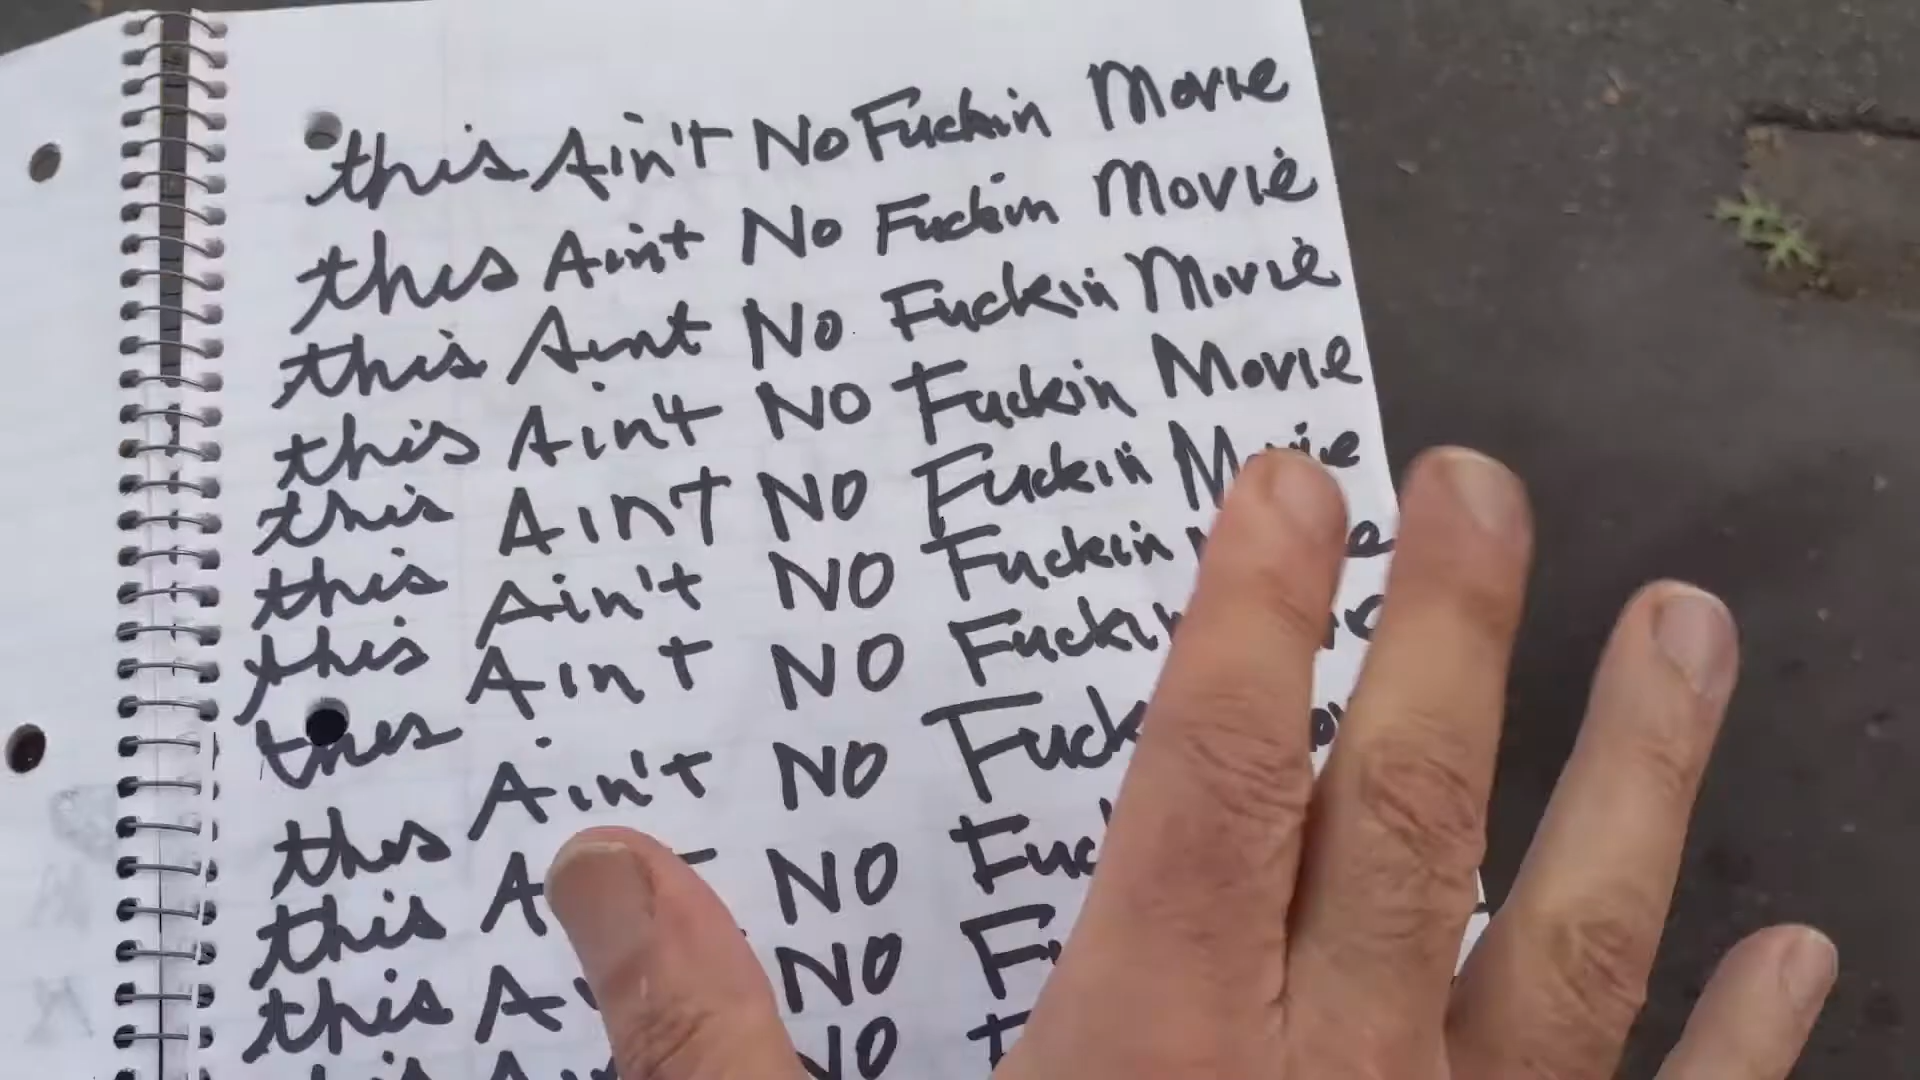 this Ain't No Fuckin Movie
this Aint No Fuckin Movie
this Aint No Fuckin Movie
this Ain't NO Fuckin Movie
this AinT NO Fuckin
this Ain't NO Fuckin
this Ain't NO
this Ain't NO
this NO
this NO
this NO
NO